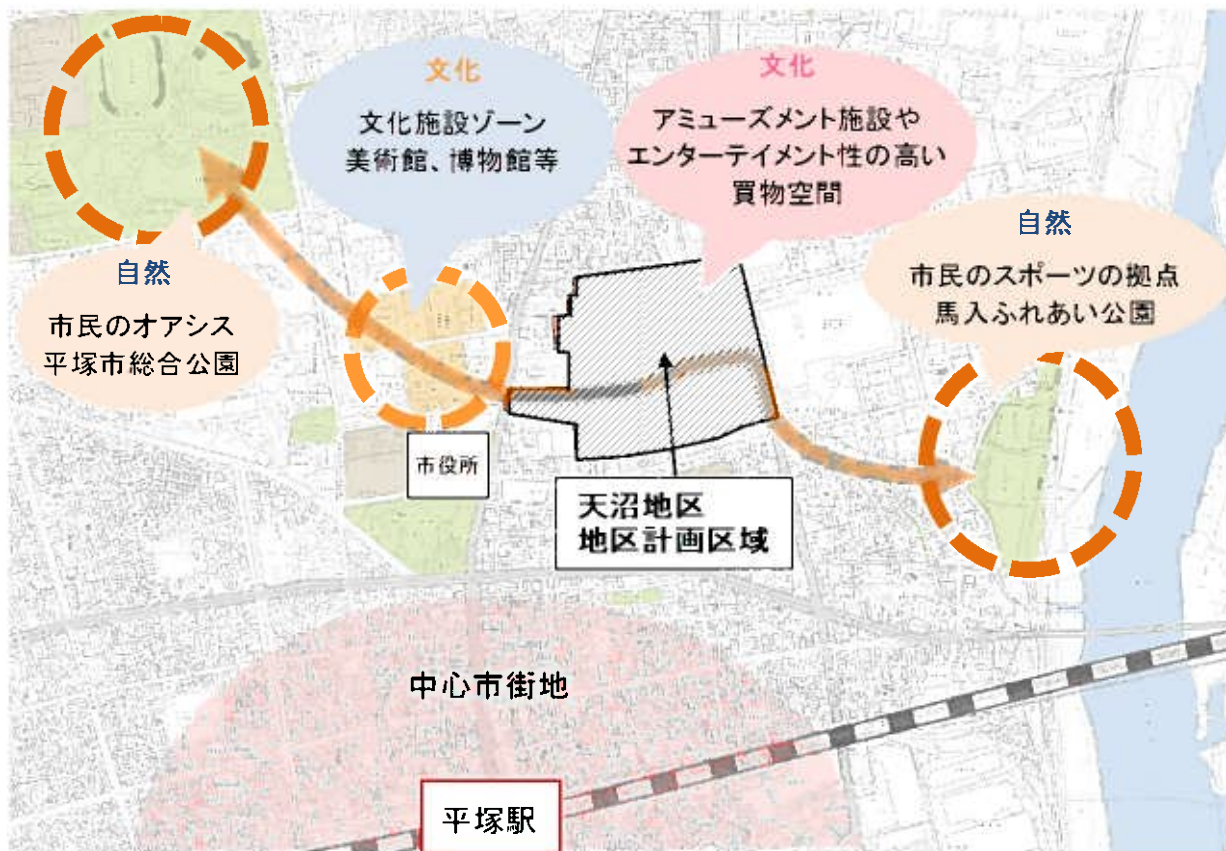 文化
文化施設ゾーン
美術館、博物館等
文化
アミューズメント施設や
エンターテイメント性の高い
買物空間
自然
市民のオアシス
平塚市総合公園
自然
市民のスポーツの拠点
馬入ふれあい公園
市役所
天沼地区
地区計画区域
中心市街地
平塚駅